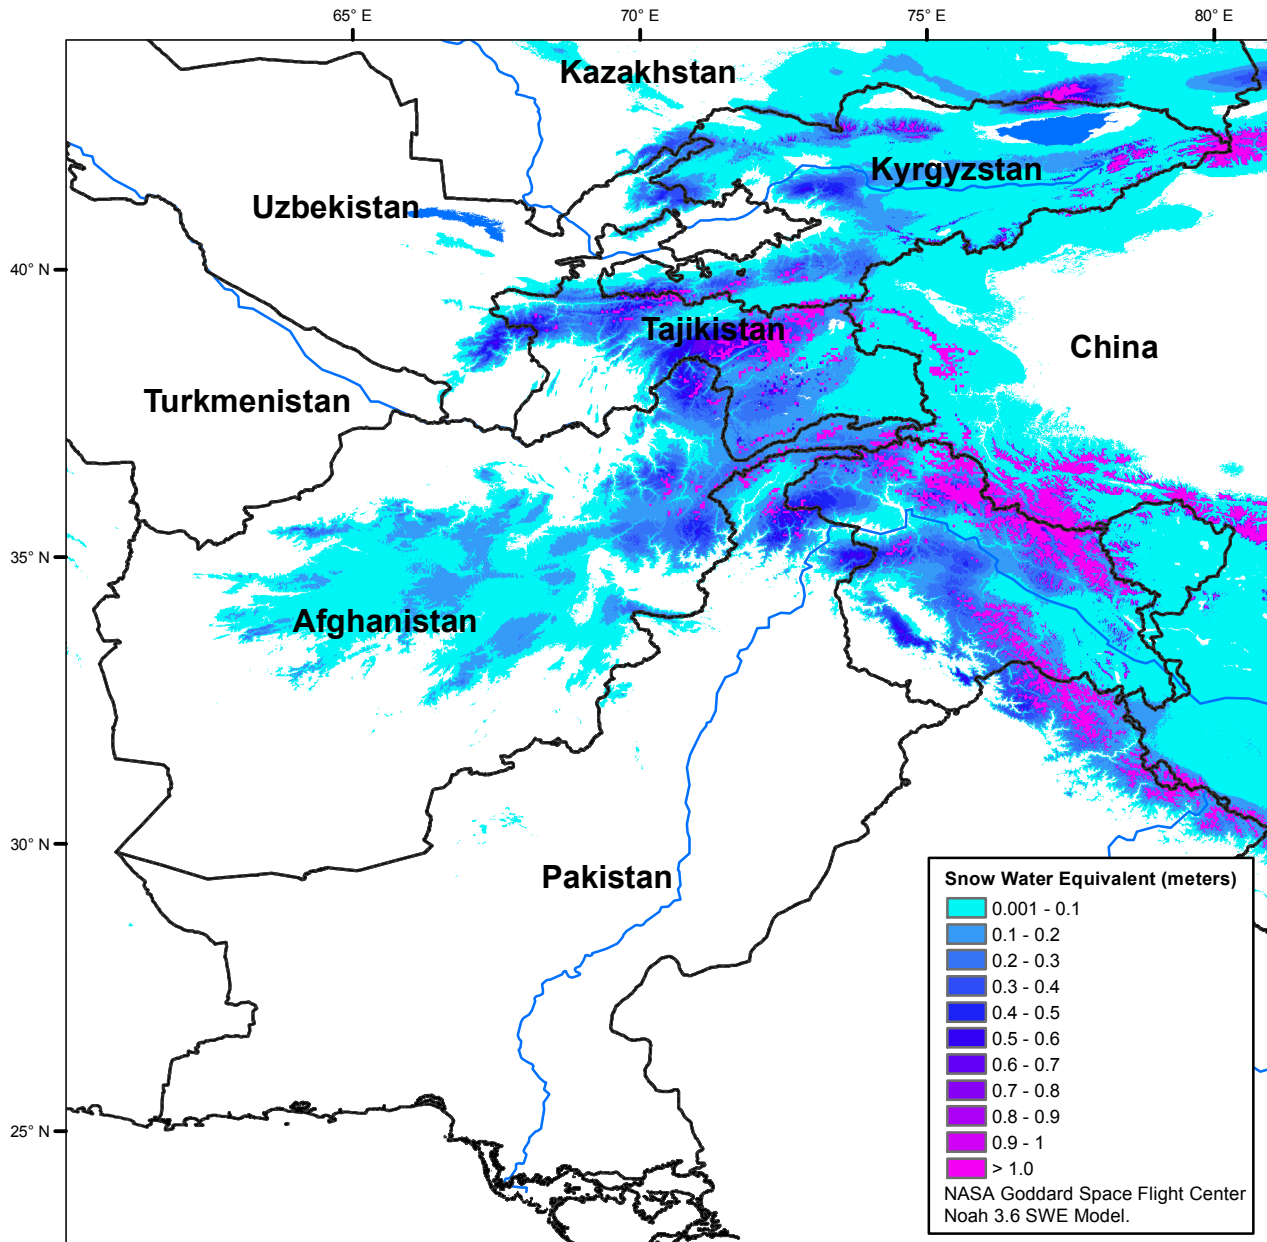 65° E
70° E
75° E
80° E
Kazakhstan
Kyrgyzstan
Uzbekistan
40° N
Tajikistan
China
Turkmenistan
35° N
Afghanistan
30° N
Pakistan
25° N
Snow Water Equivalent (meters)
0.001 - 0.1
0.1 - 0.2
0.2 - 0.3
0.3 - 0.4
0.4 - 0.5
0.5 - 0.6
0.6 - 0.7
0.7 - 0.8
0.8 - 0.9
0.9 - 1
> 1.0
NASA Goddard Space Flight Center
Noah 3.6 SWE Model.